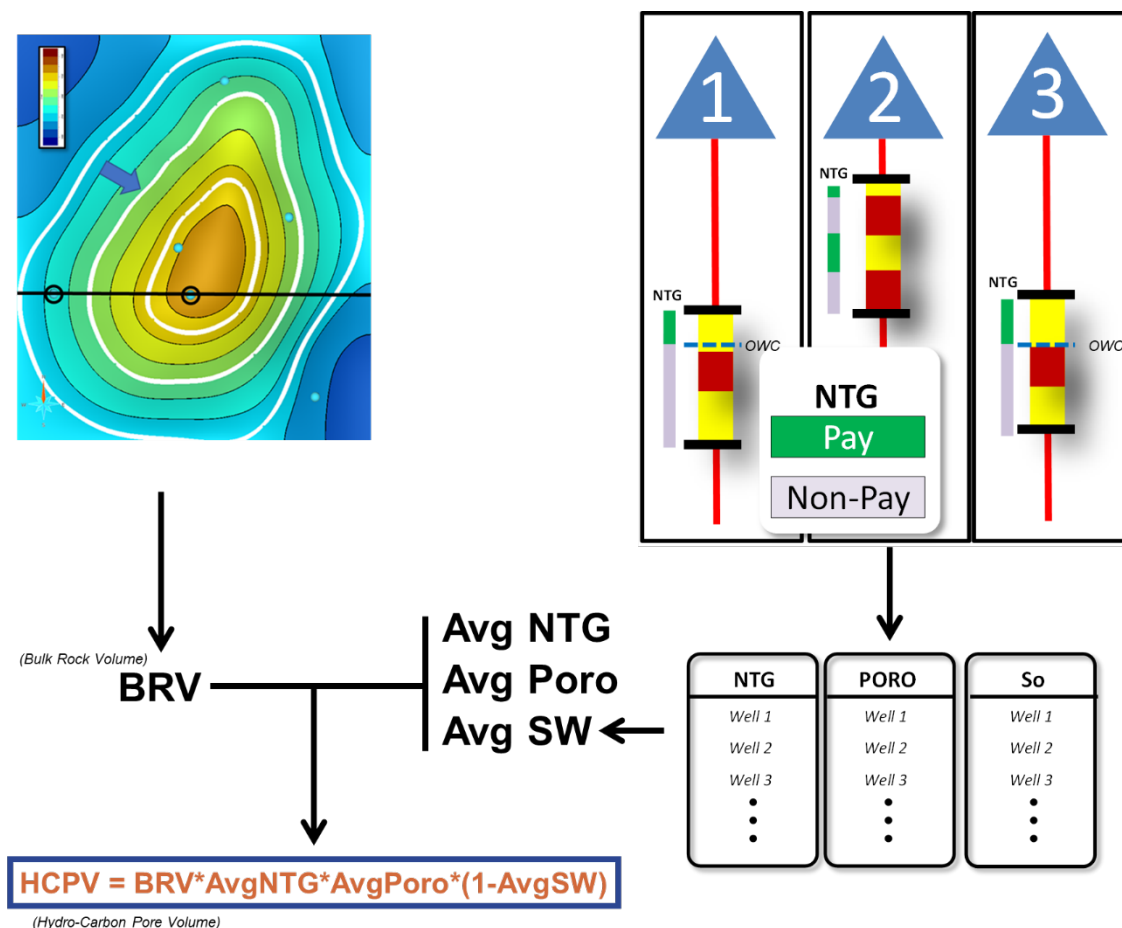 1
2
3
NTG
NTG
NTG
OWC
OWC
NTG
Pay
Non-Pay
(Bulk Rock Volume)
BRV
Avg NTG
Avg Poro
Avg SW
NTG
Well 1
Well 2
Well 3
PORO
Well 1
Well 2
Well 3
So
Well 1
Well 2
Well 3
HCPV = BRV*AvgNTG*AvgPoro*(1-AvgSW)
(Hydro-Carbon Pore Volume)